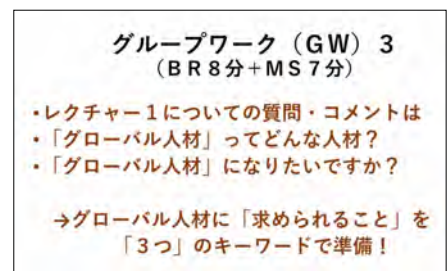 グループワーク（GW）3
（BR8分＋MS7分）
・レクチャー1についての質問・コメントは
・「グローバル人材」ってどんな人材？
・「グローバル人材」になりたいですか？
→グローバル人材に「求められること」を
「3つ」のキーワードで準備！